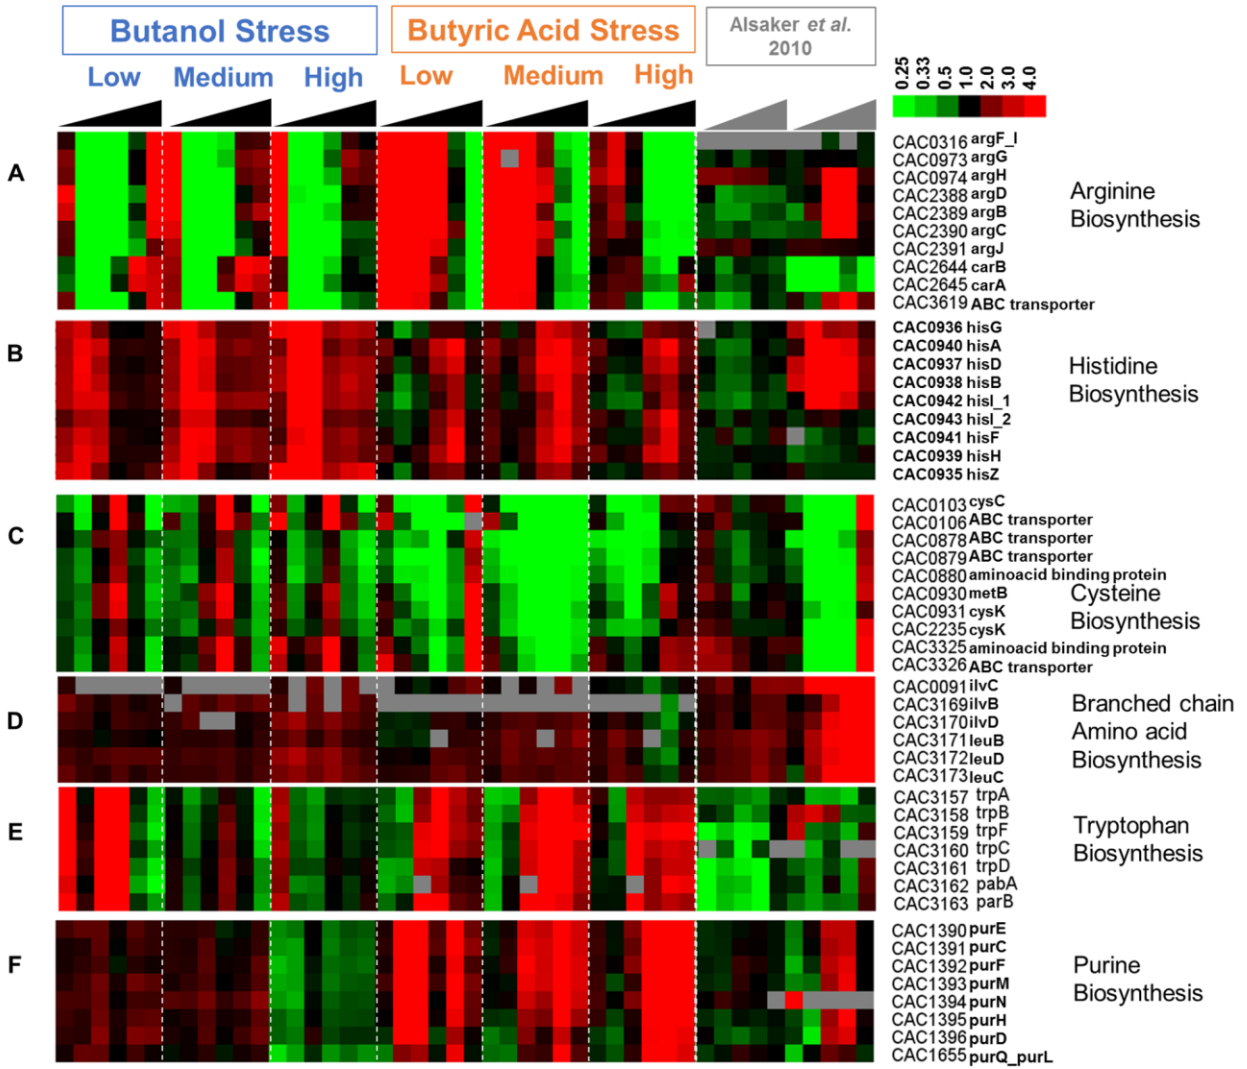 Butanol Stress
Butyric Acid Stress
Alsaker et al.
2010
Low Medium High Low Medium High
0.25 0.33 0.5 1.0 2.0 3.0 4.0
A
CAC0316 argF_I
CAC0973 argG
CAC0974 argH
CAC2388 argD
CAC2389 argB
CAC2390 argC
CAC2391 argJ
CAC2644 carB
CAC2645 carA
CAC3619 ABC transporter
Arginine
Biosynthesis
B
CAC0936 hisG
CAC0940 hisA
CAC0937 hisD
CAC0938 hisB
CAC0942 hisI_1
CAC0943 hisI_2
CAC0941 hisF
CAC0939 hisH
CAC0935 hisZ
Histidine
Biosynthesis
C
CAC0103 cysC
CAC0106 ABC transporter
CAC0878 ABC transporter
CAC0879 ABC transporter
CAC0880 aminoacid binding protein
CAC0930 metB
CAC0931 cysK
CAC2235 cysK
CAC3325 aminoacid binding protein
CAC3326 ABC transporter
Cysteine
Biosynthesis
D
CAC0091 ilvC
CAC3169 ilvB
CAC3170 ilvD
CAC3171 leuB
CAC3172 leuD
CAC3173 leuC
Branched chain
Amino acid
Biosynthesis
E
CAC3157 trpA
CAC3158 trpB
CAC3159 trpF
CAC3160 trpC
CAC3161 trpD
CAC3162 pabA
CAC3163 parB
Tryptophan
Biosynthesis
F
CAC1390 purE
CAC1391 purC
CAC1392 purF
CAC1393 purM
CAC1394 purN
CAC1395 purH
CAC1396 purD
CAC1655 purQ_purL
Purine
Biosynthesis